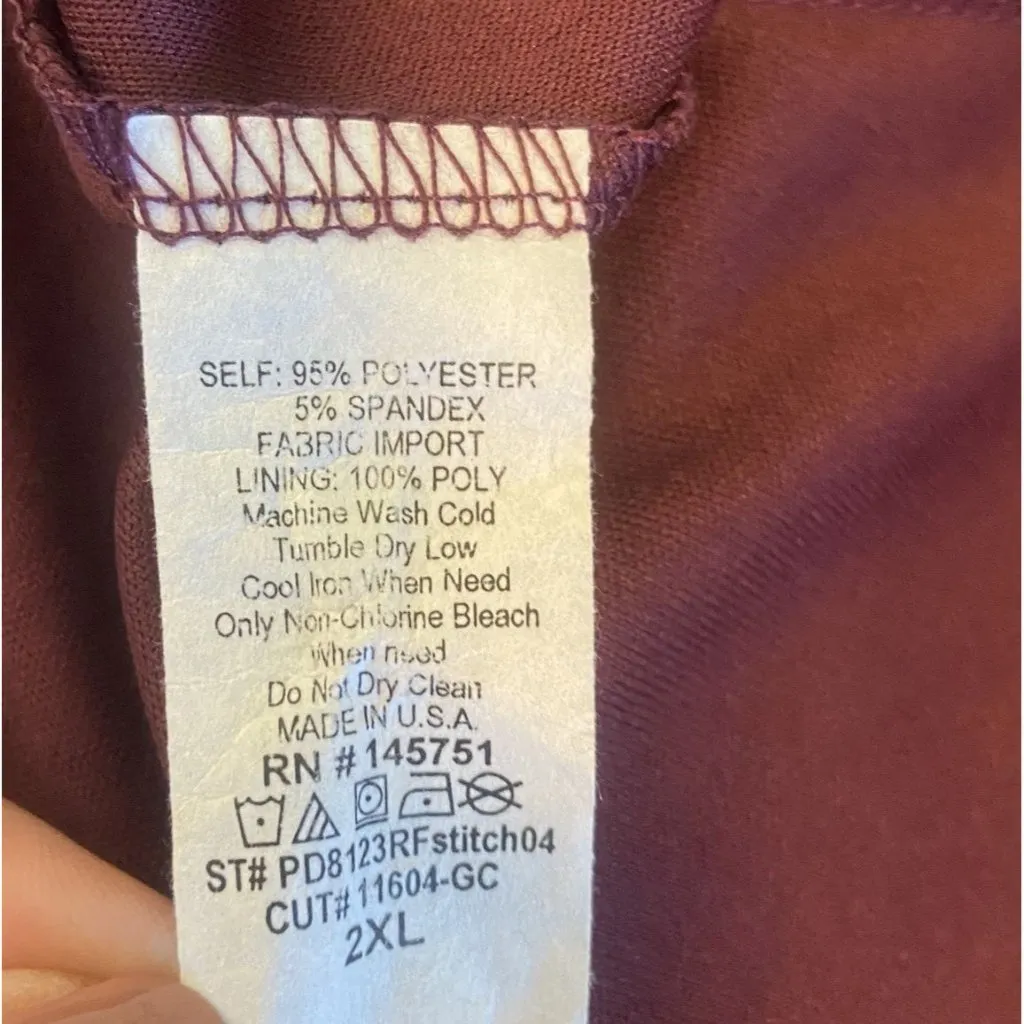 SELF: 95% POLYESTER
5% SPANDEX
FABRIC IMPORT
LINING: 100% POLY
Machine Wash Cold
Tumble Dry Low
Cool Iron When Need
Only Non-Chlorine Bleach
When need
Do Not Dry Clean
MADE IN U.S.A.
RN # 145751
ST# PD8123RFstitch04
CUT# 11604-GC
2XL